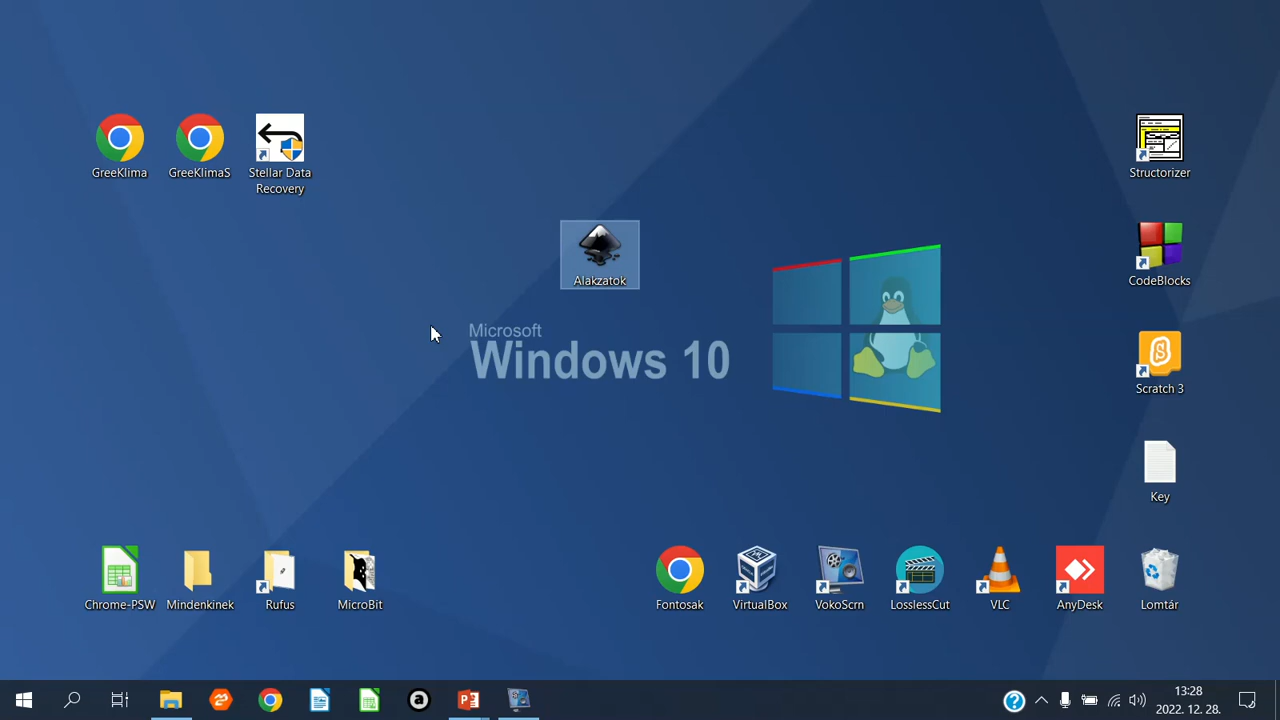 GreeKlima
GreeKlimaS
Stellar Data
Recovery
Structorizer
Alakzatok
CodeBlocks
Microsoft
Windows 10
Scratch 3
Key
Chrome-PSW
Mindenkinek
Rufus
MicroBit
Fontosak
VirtualBox
VokoScrn
LosslessCut
VLC
AnyDesk
Lomtár
13:28
2022. 12. 28.